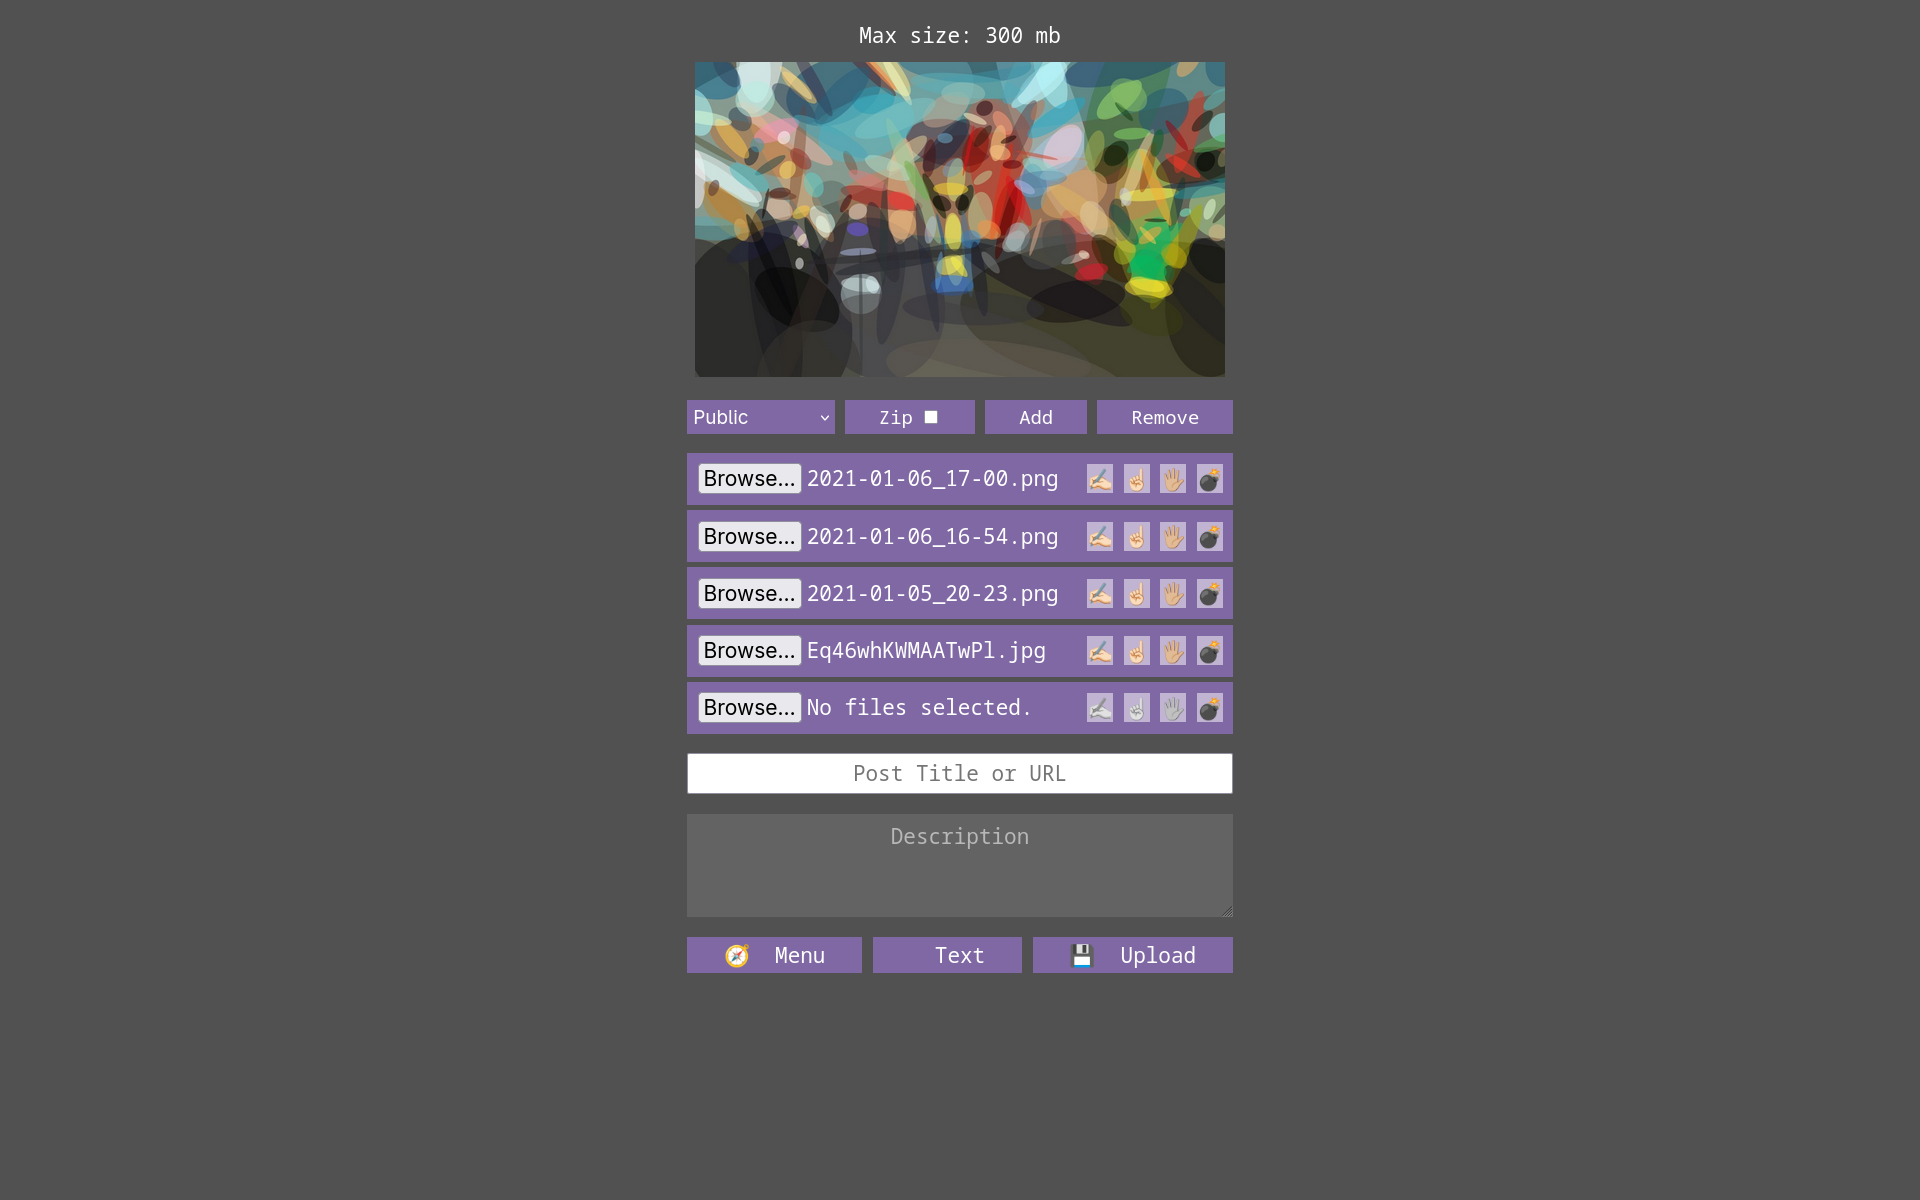 Max size: 300 mb
Public Zip Add Remove
Browse... 2021-01-06_17-00.png
Browse... 2021-01-06_16-54.png
Browse... 2021-01-05_20-23.png
Browse... Eq46whKWMAATwPl.jpg
Browse... No files selected.
Post Title or URL
Description
Menu Text Upload